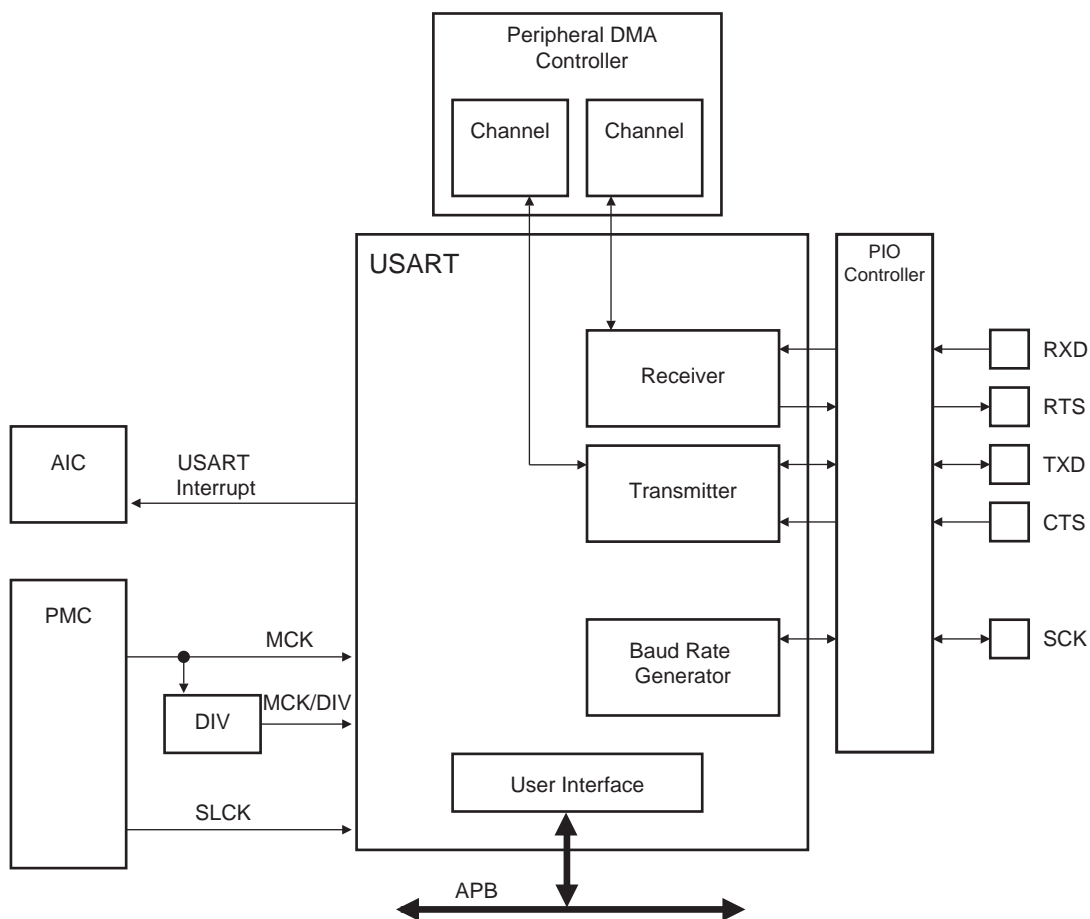 Peripheral DMA
Controller
Channel
Channel
USART
PIO
Controller
Receiver
RXD
RTS
AIC
USART
Interrupt
Transmitter
TXD
CTS
PMC
MCK
Baud Rate
Generator
SCK
DIV
MCK/DIV
User Interface
SLCK
APB